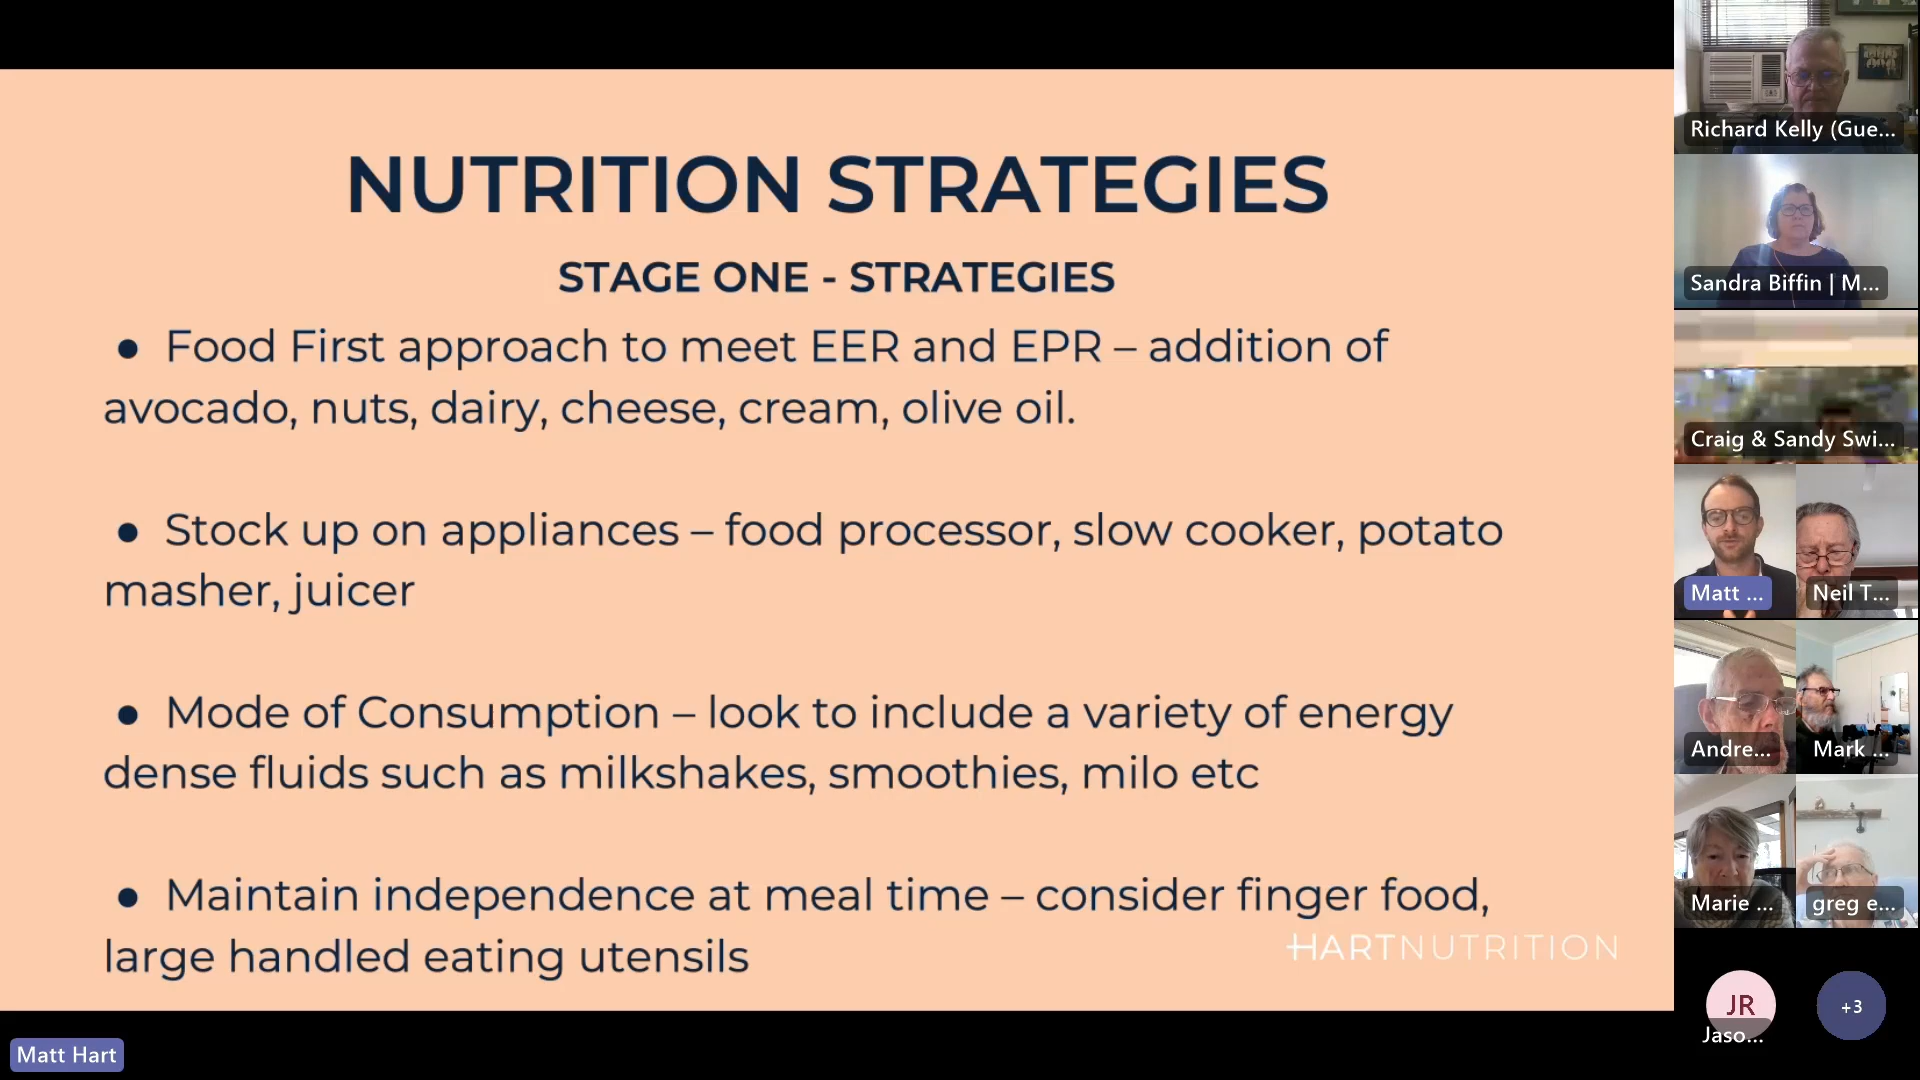 NUTRITION STRATEGIES
STAGE ONE - STRATEGIES
● Food First approach to meet EER and EPR – addition of
avocado, nuts, dairy, cheese, cream, olive oil.
● Stock up on appliances – food processor, slow cooker, potato
masher, juicer
● Mode of Consumption – look to include a variety of energy
dense fluids such as milkshakes, smoothies, milo etc
● Maintain independence at meal time – consider finger food,
large handled eating utensils
HARTNUTRITION
Matt Hart
Richard Kelly (Gue...
Sandra Biffin | M...
Craig & Sandy Swi...
Matt ...
Neil T...
Andre...
Mark ...
Marie ...
greg e...
JR
Jaso...
+3